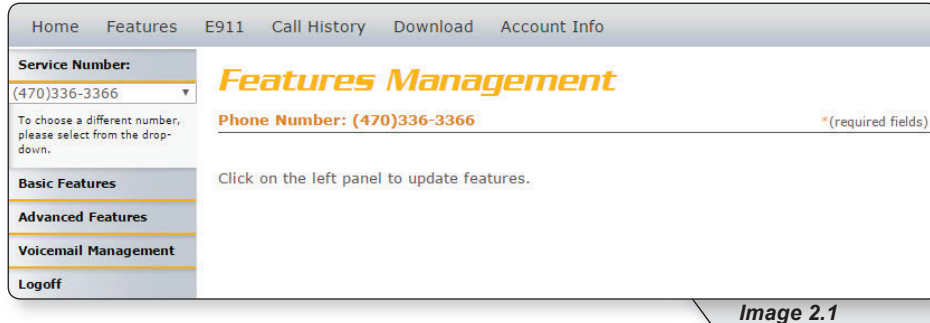 Home Features E911 Call History Download Account Info
Service Number:
(470)336-3366
To choose a different number,
please select from the drop-
down.
Basic Features
Advanced Features
Voicemail Management
Logoff
Features Management
Phone Number: (470)336-3366 *(required fields)
Click on the left panel to update features.
Image 2.1